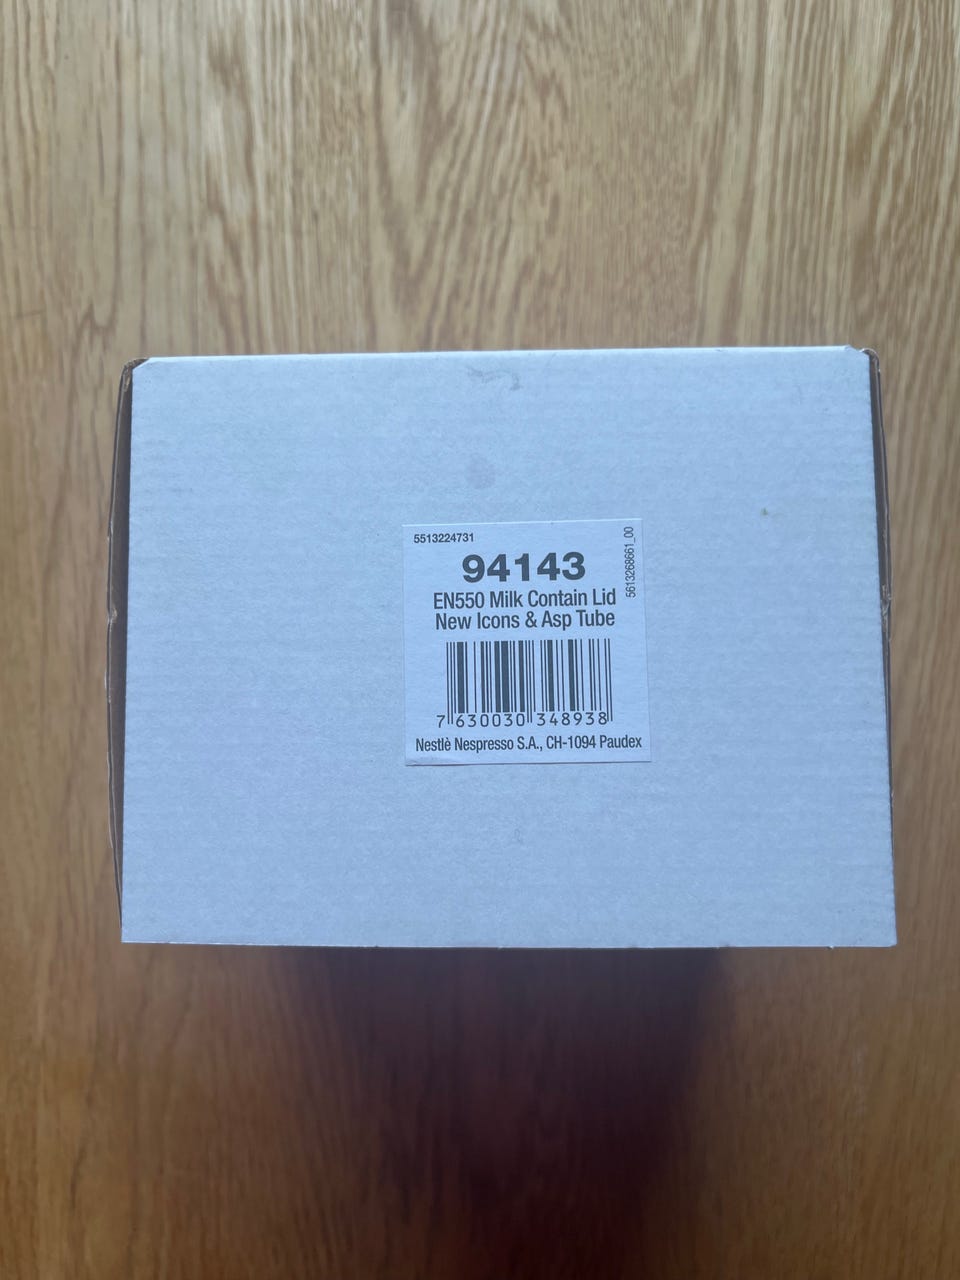 5513224731
94143
5613268661_00
EN550 Milk Contain Lid
New Icons & Asp Tube
7 630030 348938
Nestlè Nespresso S.A., CH-1094 Paudex